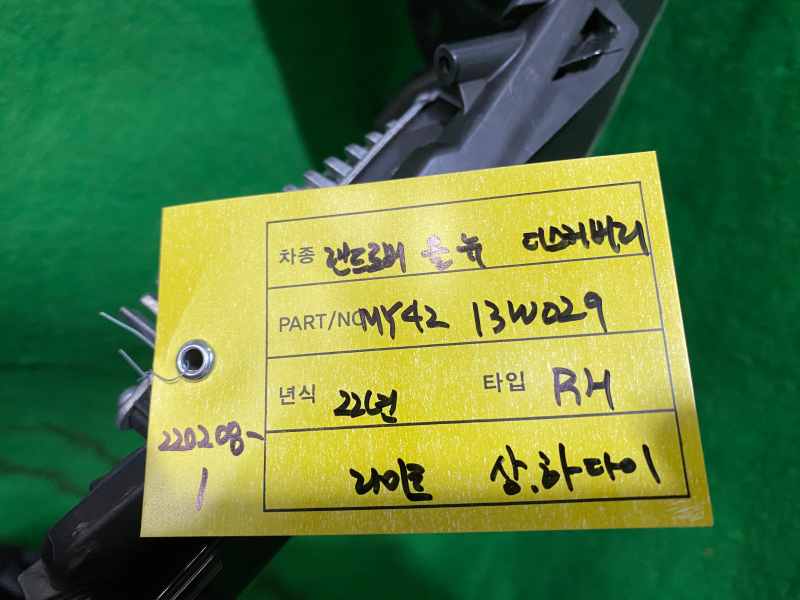 차종 랜드로버 올 뉴 디스커버리
PART/NO MY42 13W029
년식 22년 타입 RH
220208-1
라이트 상.하다이